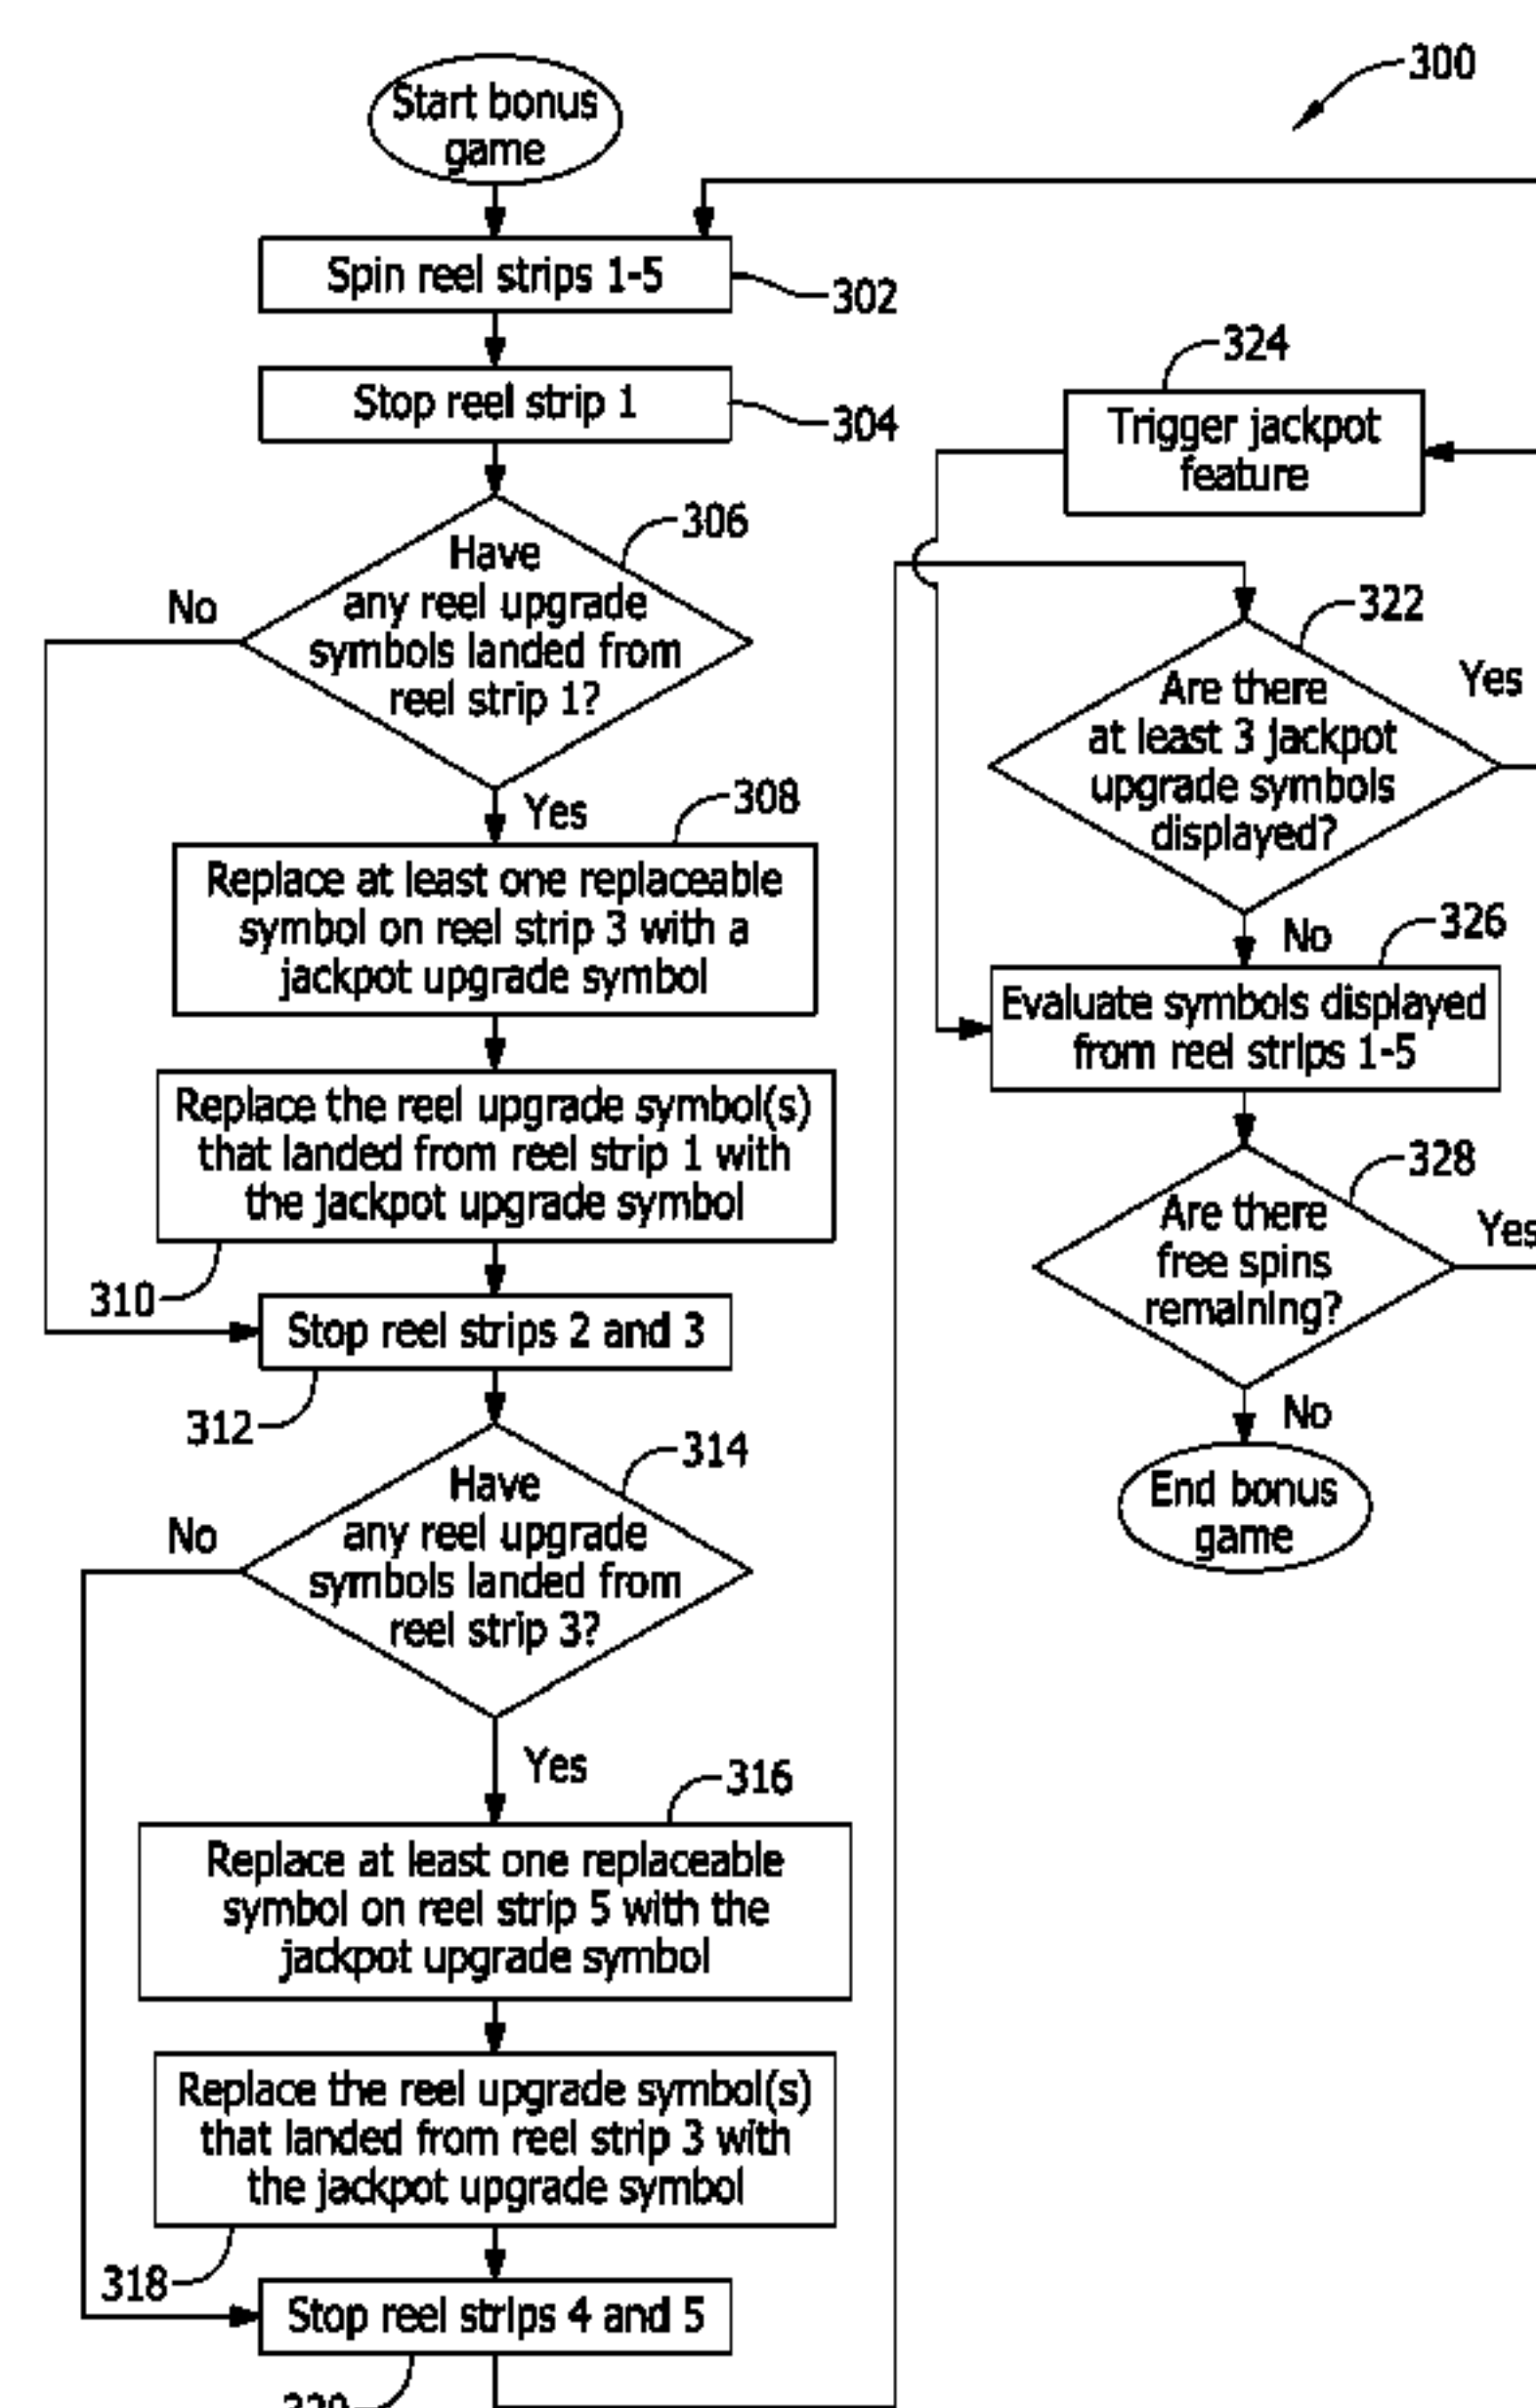 300
Start bonus
game
Spin reel strips 1-5
302
Stop reel strip 1
304
306
Have
any reel upgrade
symbols landed from
reel strip 1?
No
Yes
308
Replace at least one replaceable
symbol on reel strip 3 with a
jackpot upgrade symbol
Replace the reel upgrade symbol(s)
that landed from reel strip 1 with
the jackpot upgrade symbol
310
Stop reel strips 2 and 3
312
314
Have
any reel upgrade
symbols landed from
reel strip 3?
No
Yes
316
Replace at least one replaceable
symbol on reel strip 5 with the
jackpot upgrade symbol
Replace the reel upgrade symbol(s)
that landed from reel strip 3 with
the jackpot upgrade symbol
318
Stop reel strips 4 and 5
324
Trigger jackpot
feature
322
Are there
at least 3 jackpot
upgrade symbols
displayed?
Yes
No
326
Evaluate symbols displayed
from reel strips 1-5
328
Are there
free spins
remaining?
Yes
No
End bonus
game